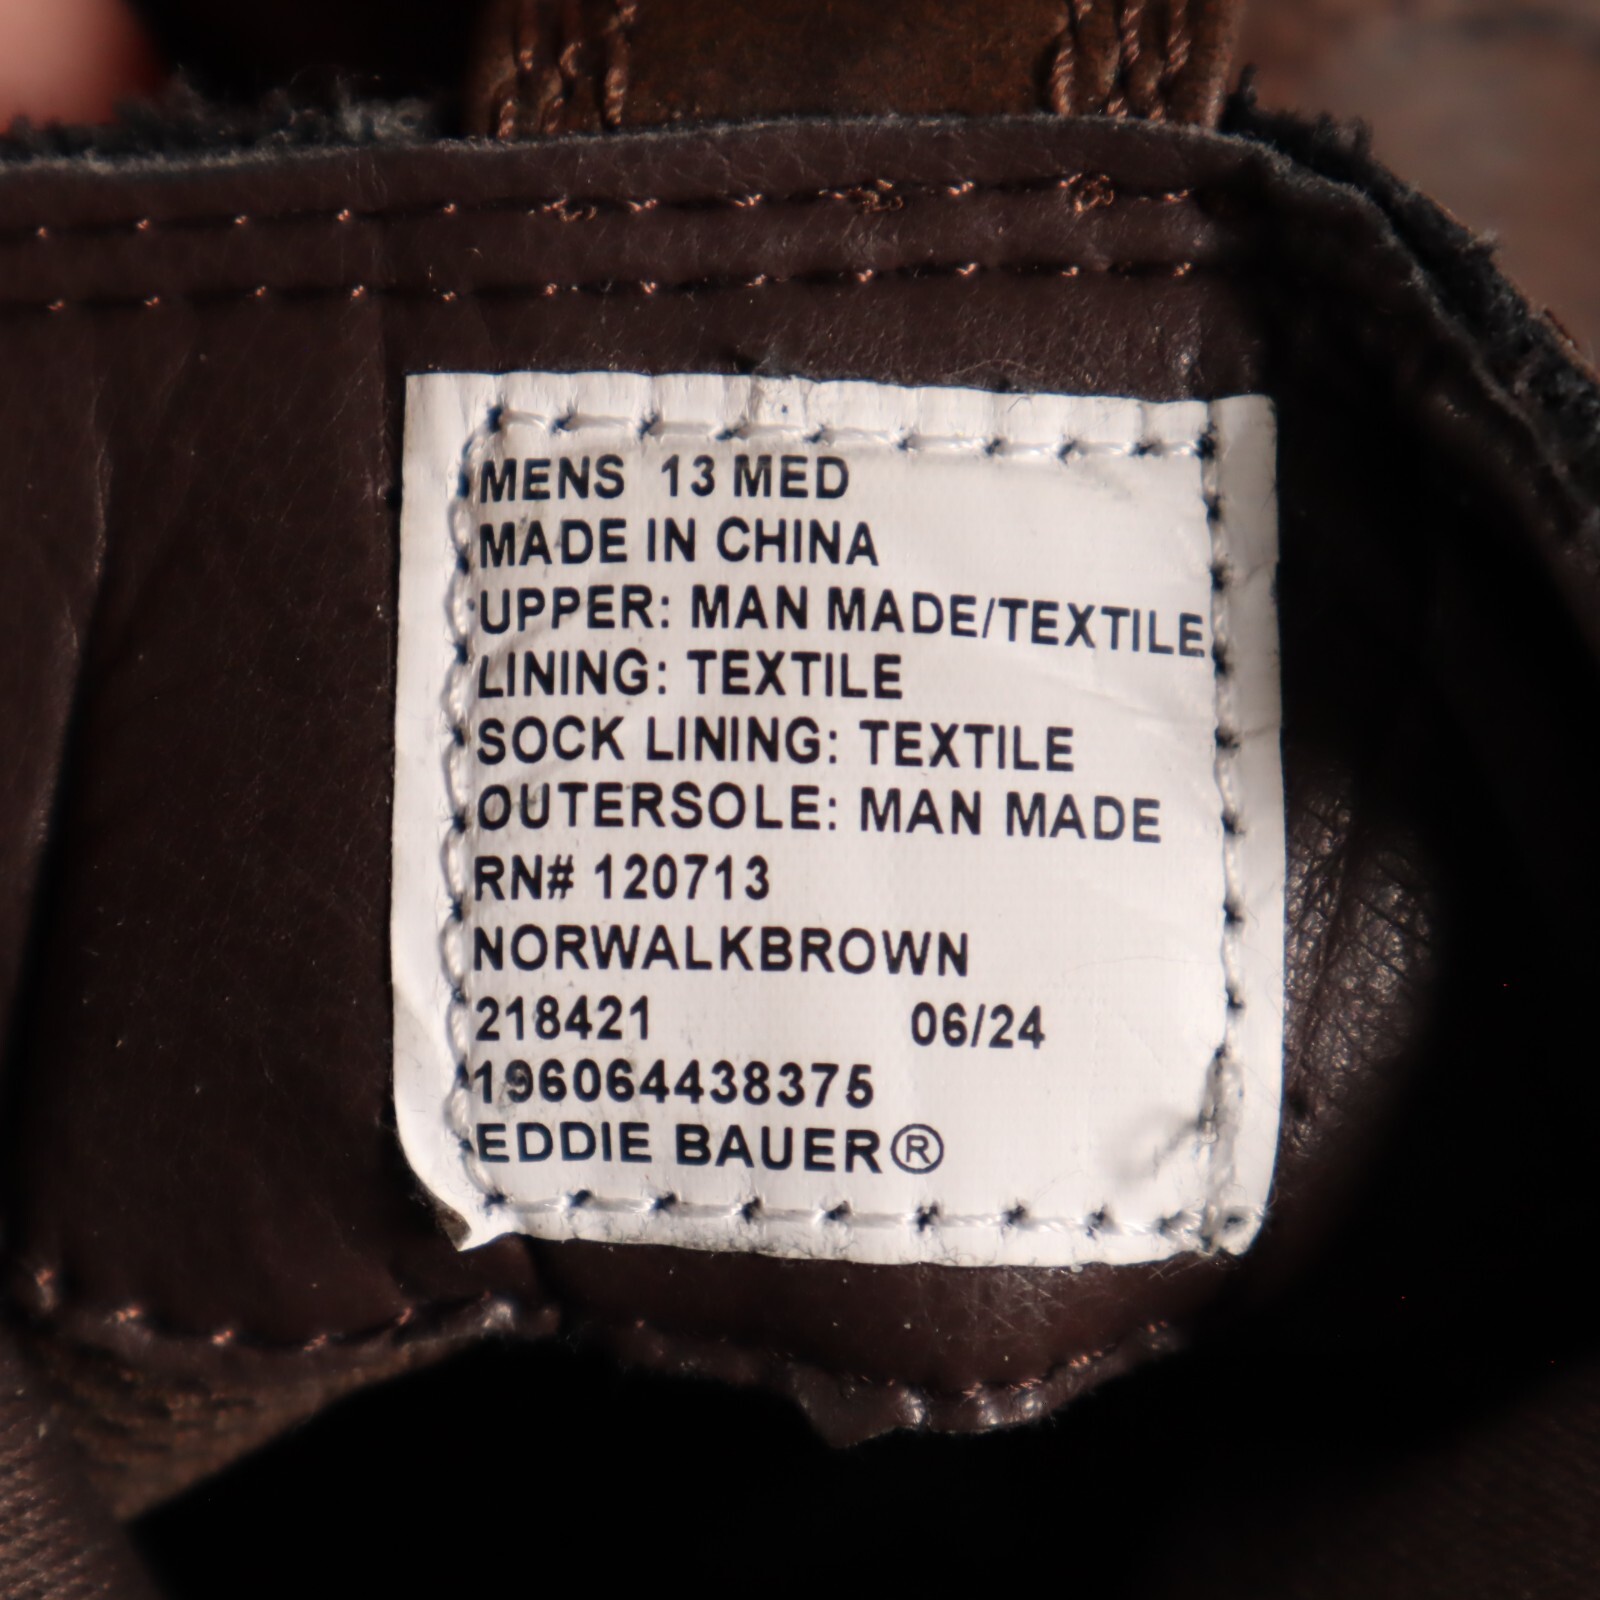 MENS 13 MED
MADE IN CHINA
UPPER: MAN MADE/TEXTILE
LINING: TEXTILE
SOCK LINING: TEXTILE
OUTERSOLE: MAN MADE
RN# 120713
NORWALKBROWN
218421 06/24
196064438375
EDDIE BAUER®